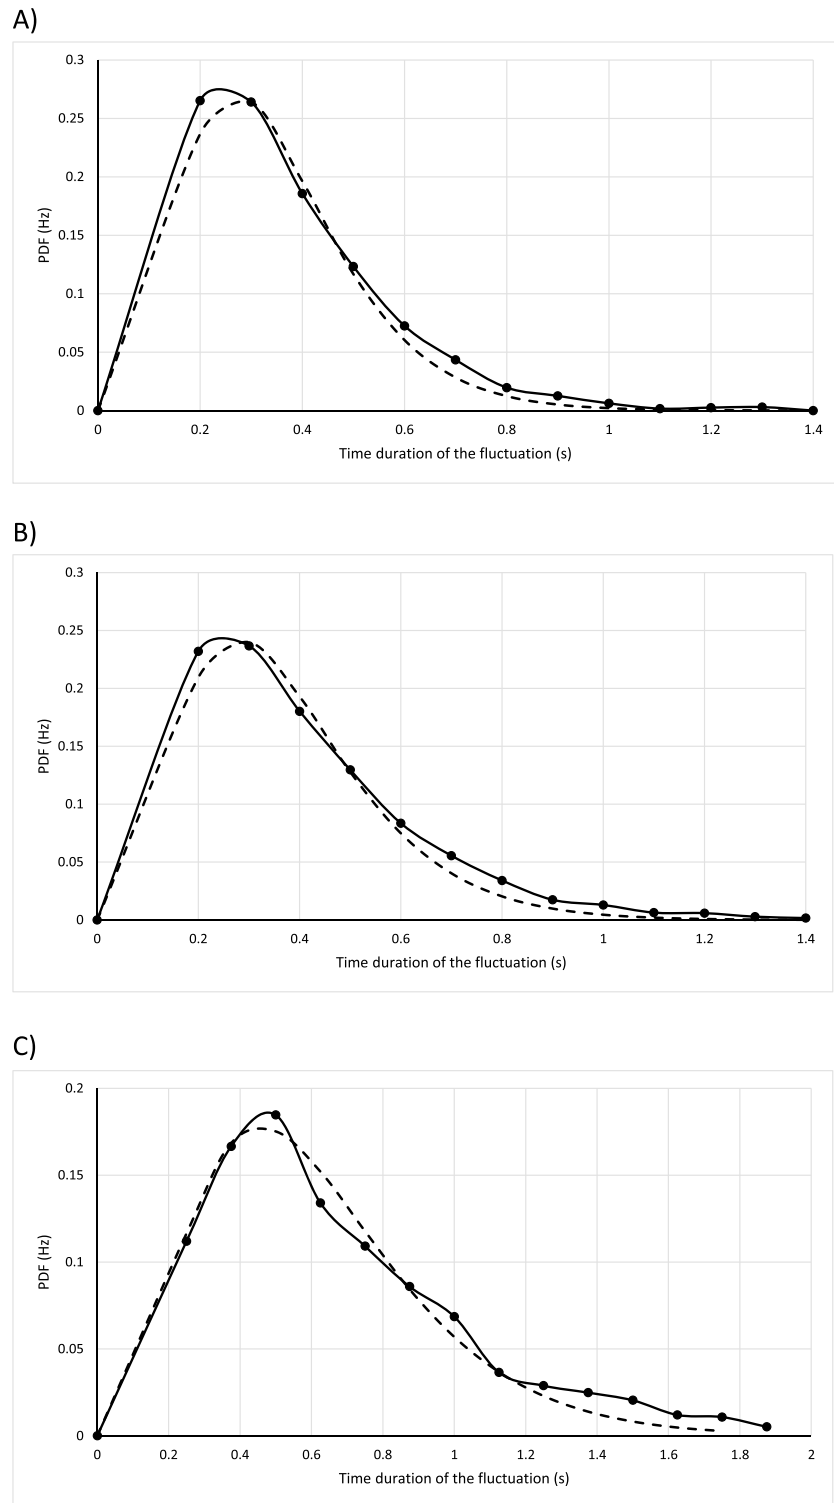 A)
0.3
0.25
0.2
0.15
0.1
0.05
0
PDF (Hz)
0 0.2 0.4 0.6 0.8 1 1.2 1.4
Time duration of the fluctuation (s)
B)
0.3
0.25
0.2
0.15
0.1
0.05
0
PDF (Hz)
0 0.2 0.4 0.6 0.8 1 1.2 1.4
Time duration of the fluctuation (s)
C)
0.2
0.15
0.1
0.05
0
PDF (Hz)
0 0.2 0.4 0.6 0.8 1 1.2 1.4 1.6 1.8 2
Time duration of the fluctuation (s)